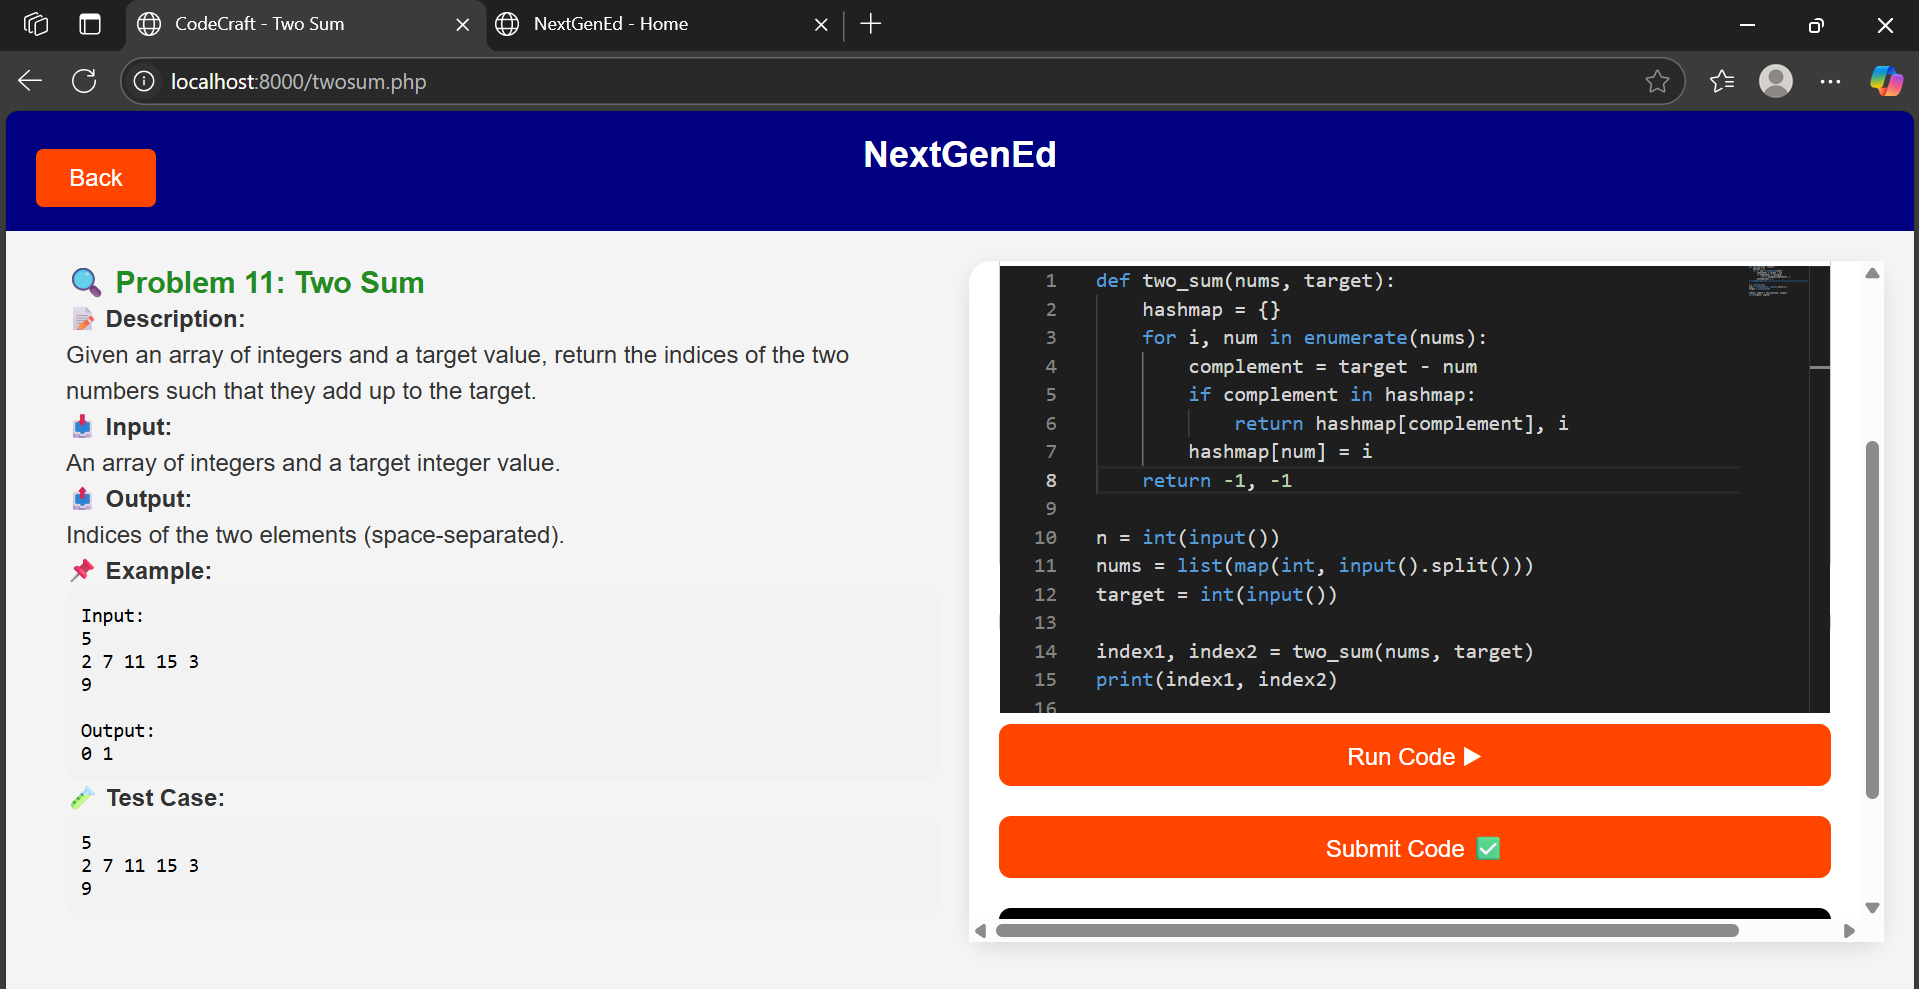 CodeCraft - Two Sum
NextGenEd - Home
localhost:8000/twosum.php
NextGenEd
Back
Problem 11: Two Sum
Description:
Given an array of integers and a target value, return the indices of the two
numbers such that they add up to the target.
Input:
An array of integers and a target integer value.
Output:
Indices of the two elements (space-separated).
Example:
Input:
5
2 7 11 15 3
9
Output:
0 1
Test Case:
5
2 7 11 15 3
9
1 def two_sum(nums, target):
2 hashmap = {}
3 for i, num in enumerate(nums):
4 complement = target - num
5 if complement in hashmap:
6 return hashmap[complement], i
7 hashmap[num] = i
8 return -1, -1
9
10 n = int(input())
11 nums = list(map(int, input().split()))
12 target = int(input())
13
14 index1, index2 = two_sum(nums, target)
15 print(index1, index2)
16
Run Code
Submit Code